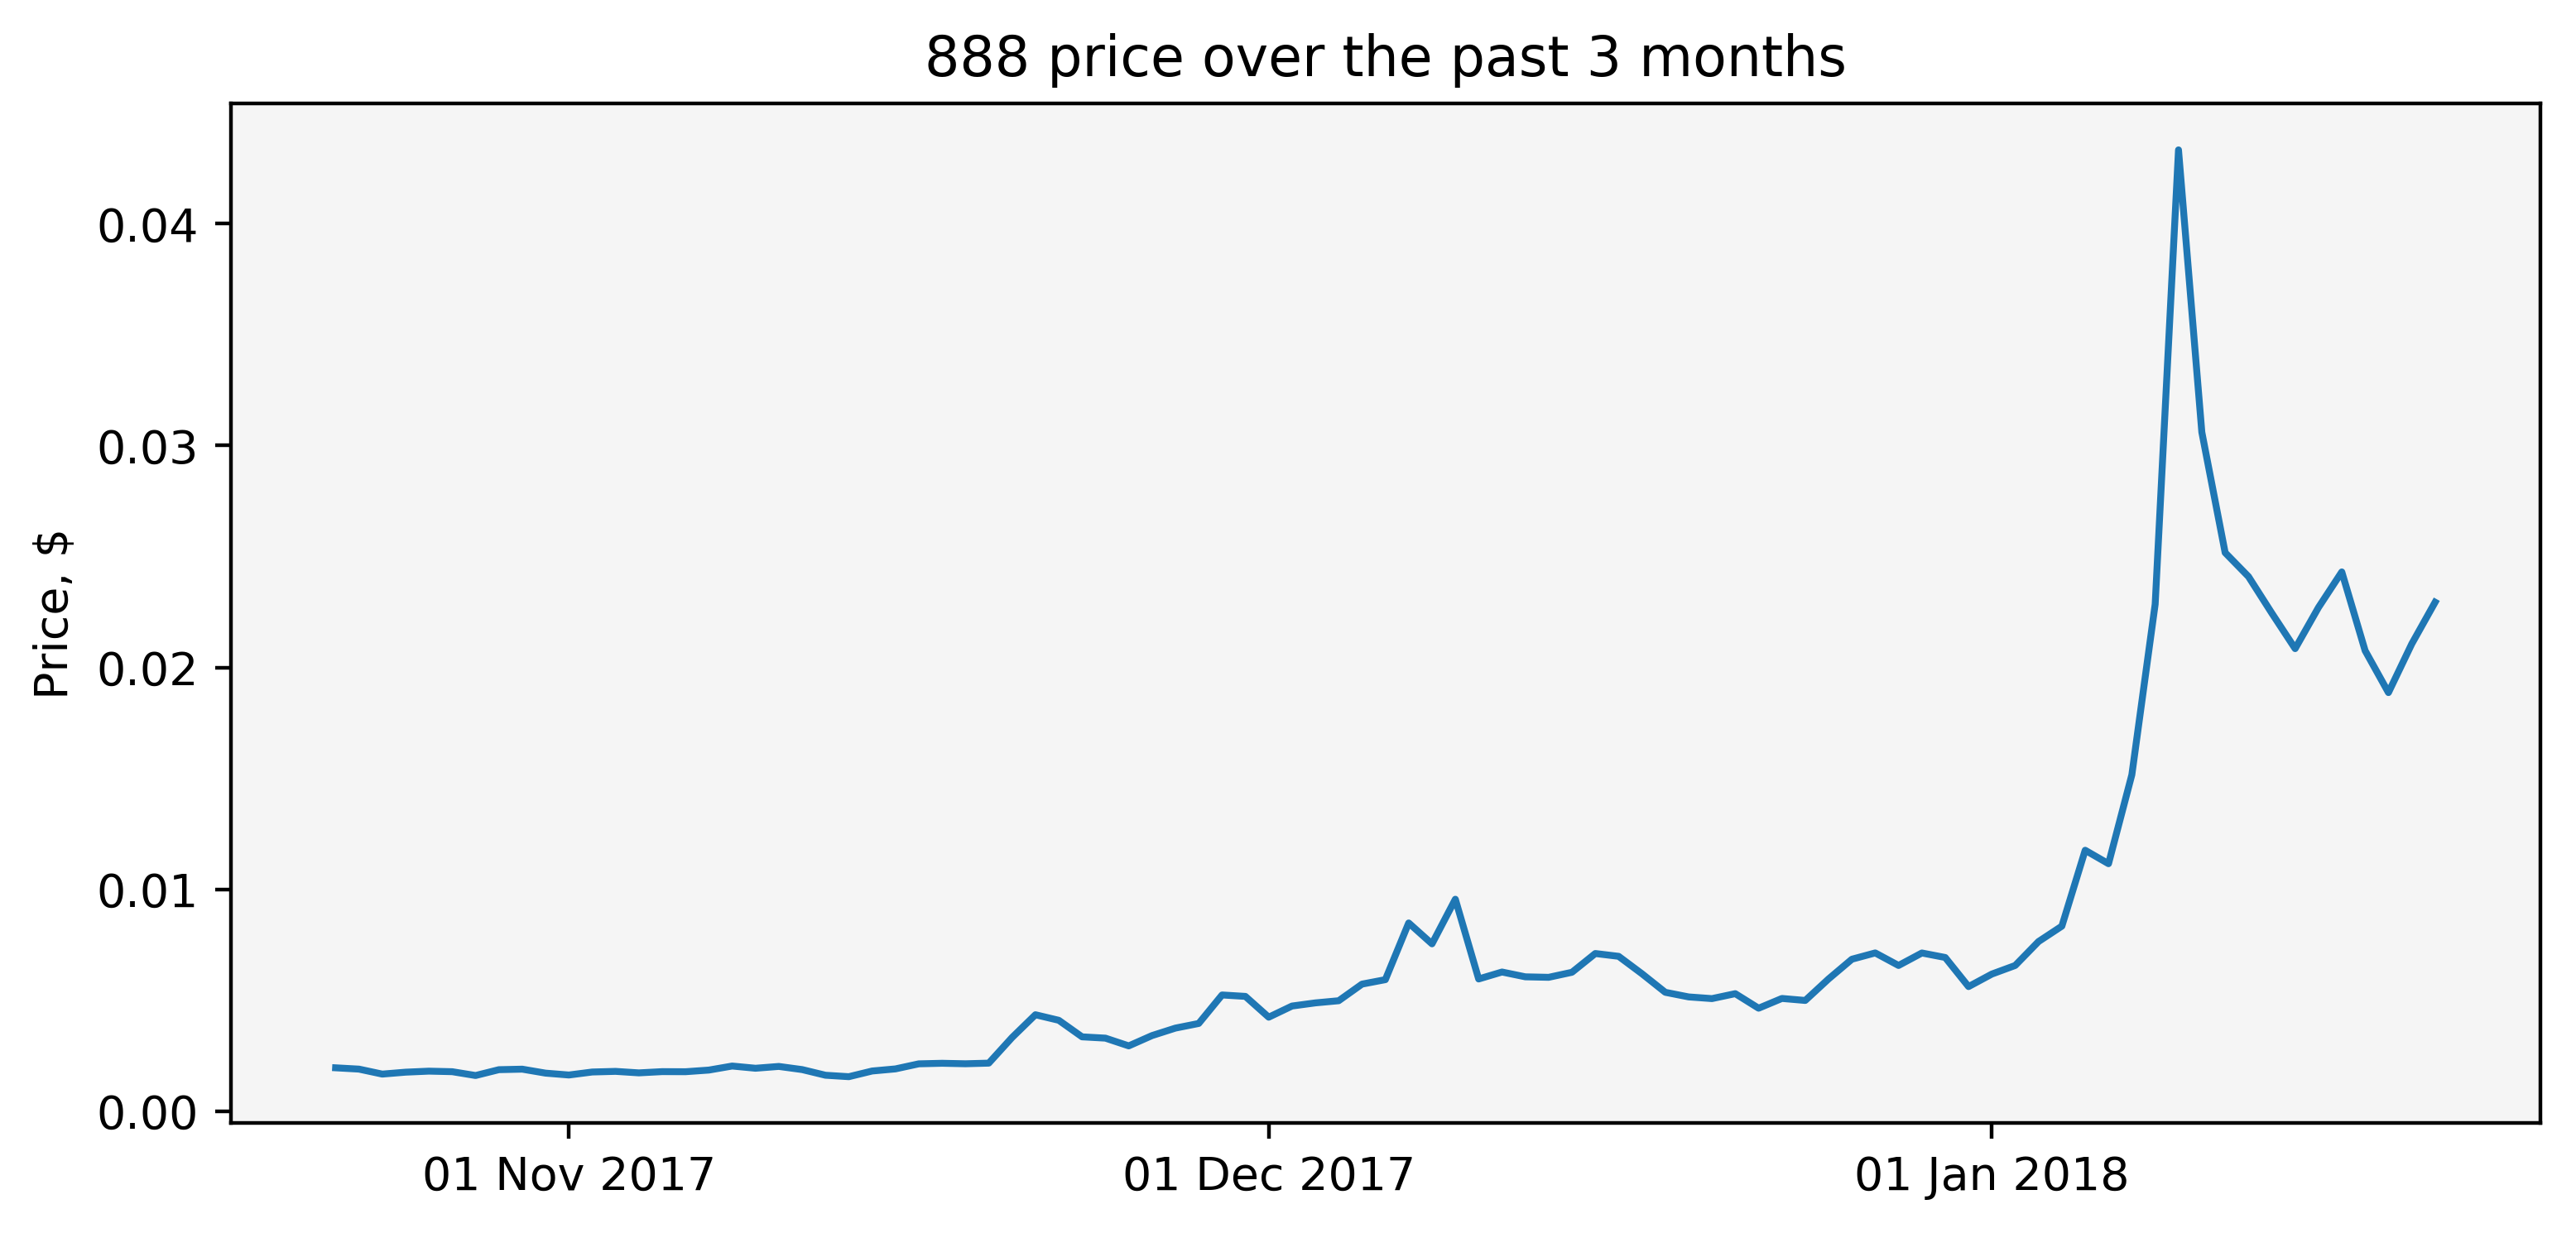 888 price over the past 3 months
Price, $
0.04
0.03
0.02
0.01
0.00
01 Nov 2017
01 Dec 2017
01 Jan 2018